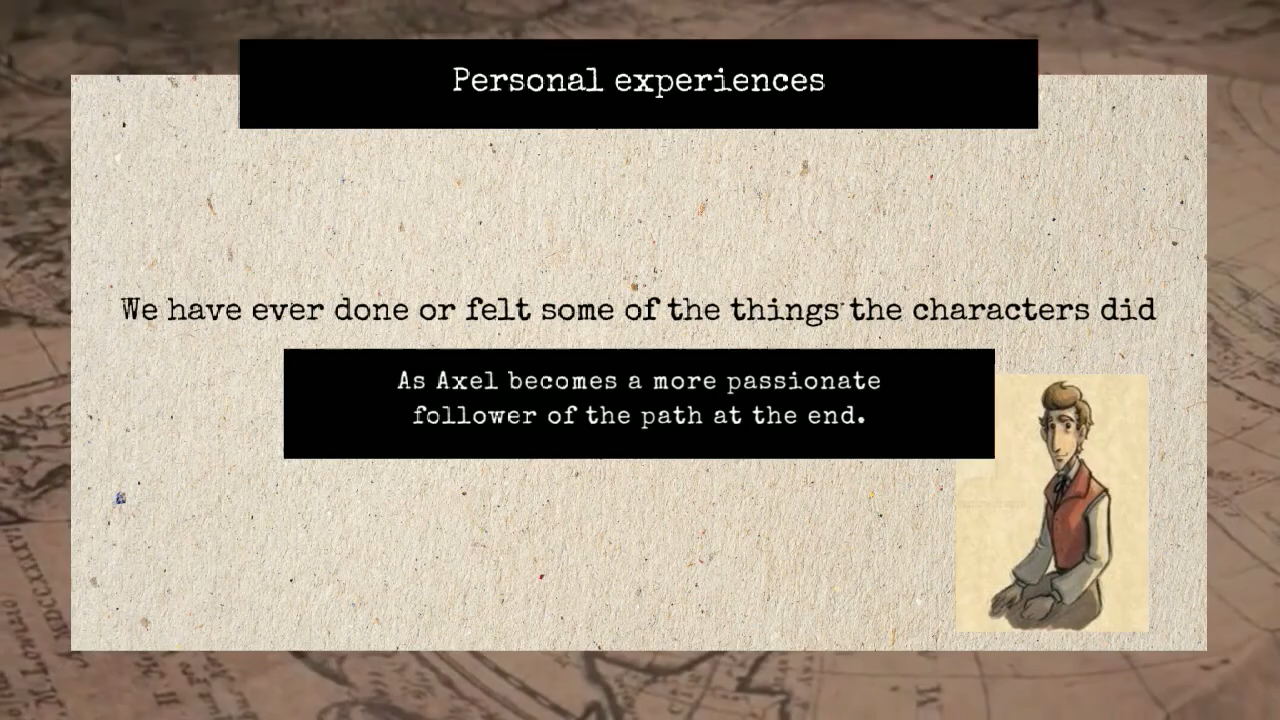 Personal experiences
We have ever done or felt some of the things the characters did
As Axel becomes a more passionate
follower of the path at the end.